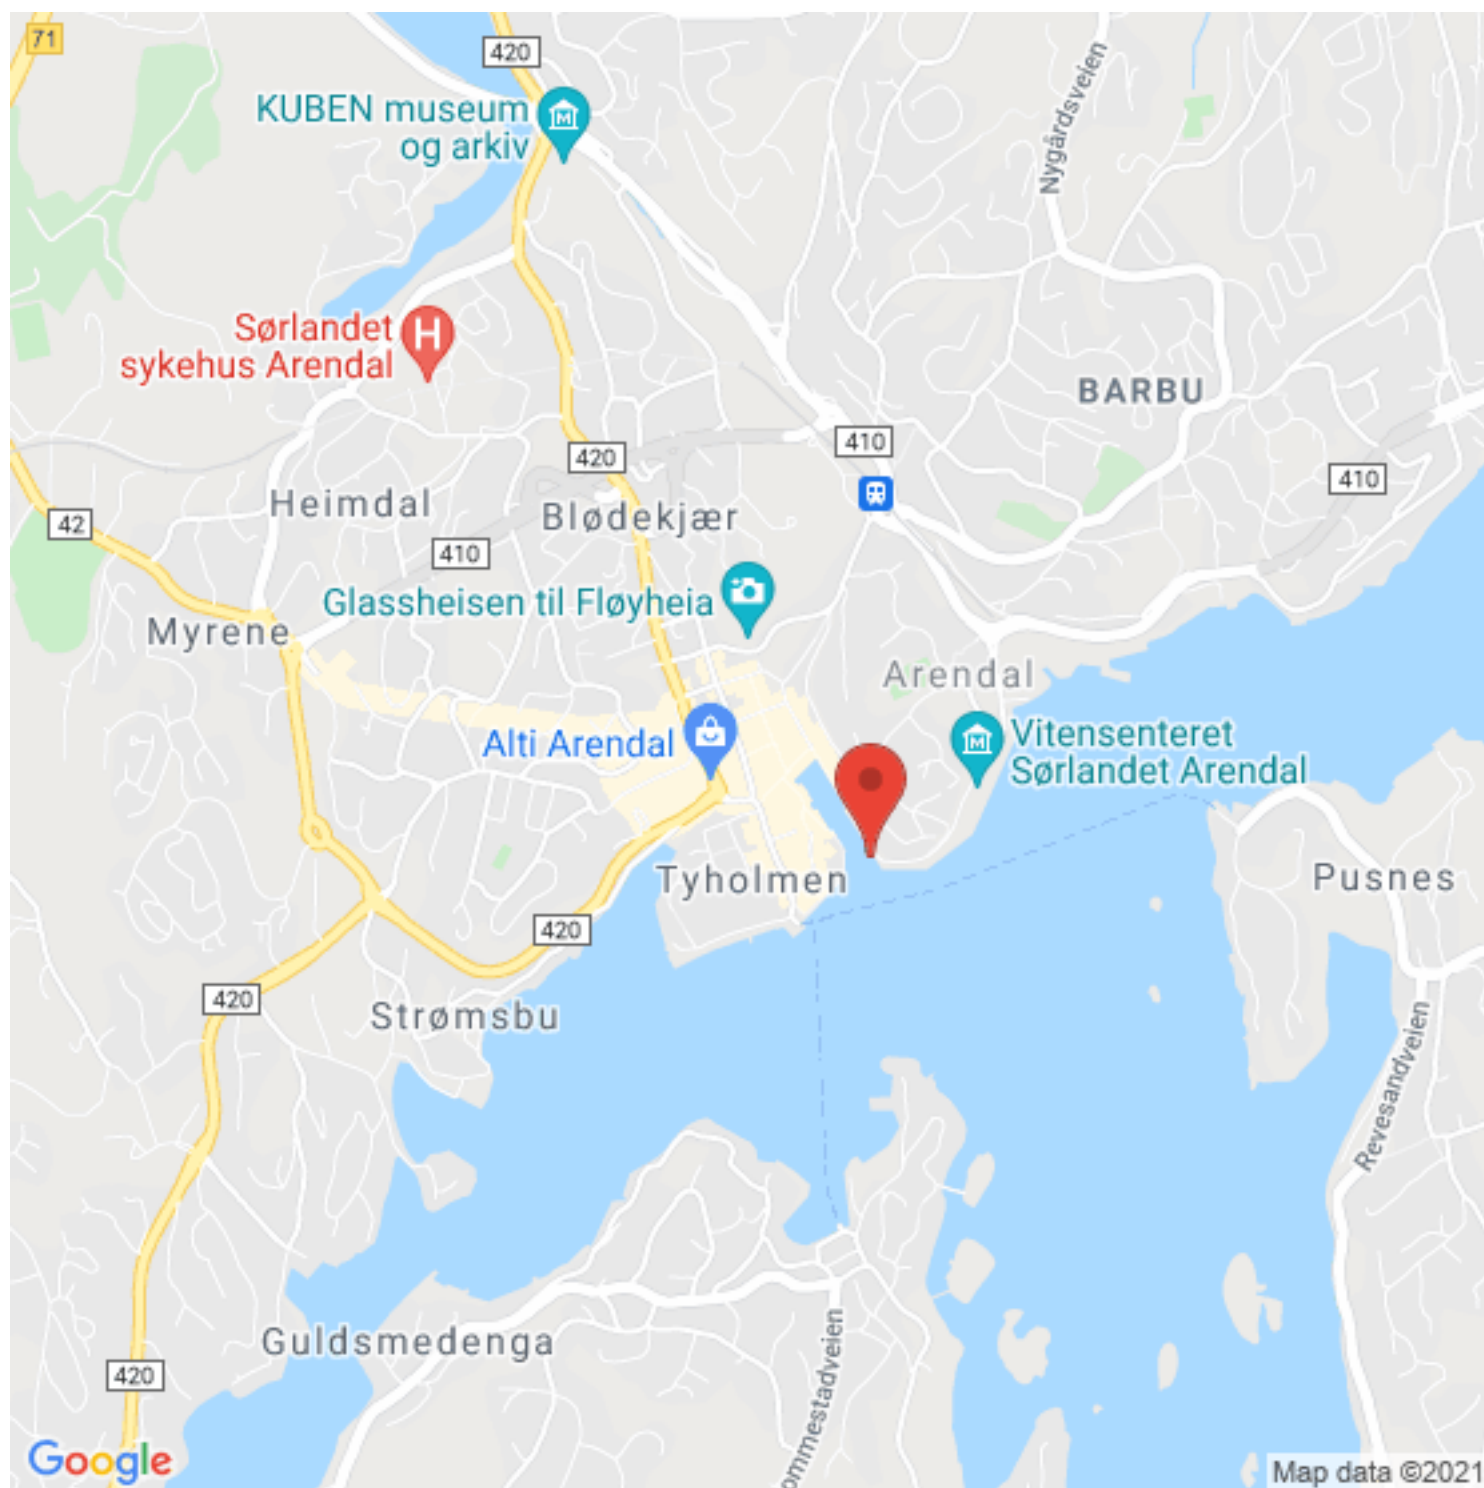 71
420
KUBEN museum
og arkiv
Nygårdsveien
Sørlandet
sykehus Arendal
BARBU
410
420
410
Heimdal
42
Blødekjær
410
Glassheisen til Fløyheia
Myrene
Arendal
Alti Arendal
Vitensenteret
Sørlandet Arendal
Tyholmen
Pusnes
420
420
Strømsbu
Revesandveien
Guldsmedenga
420
ommestadveien
Google
Map data ©2021